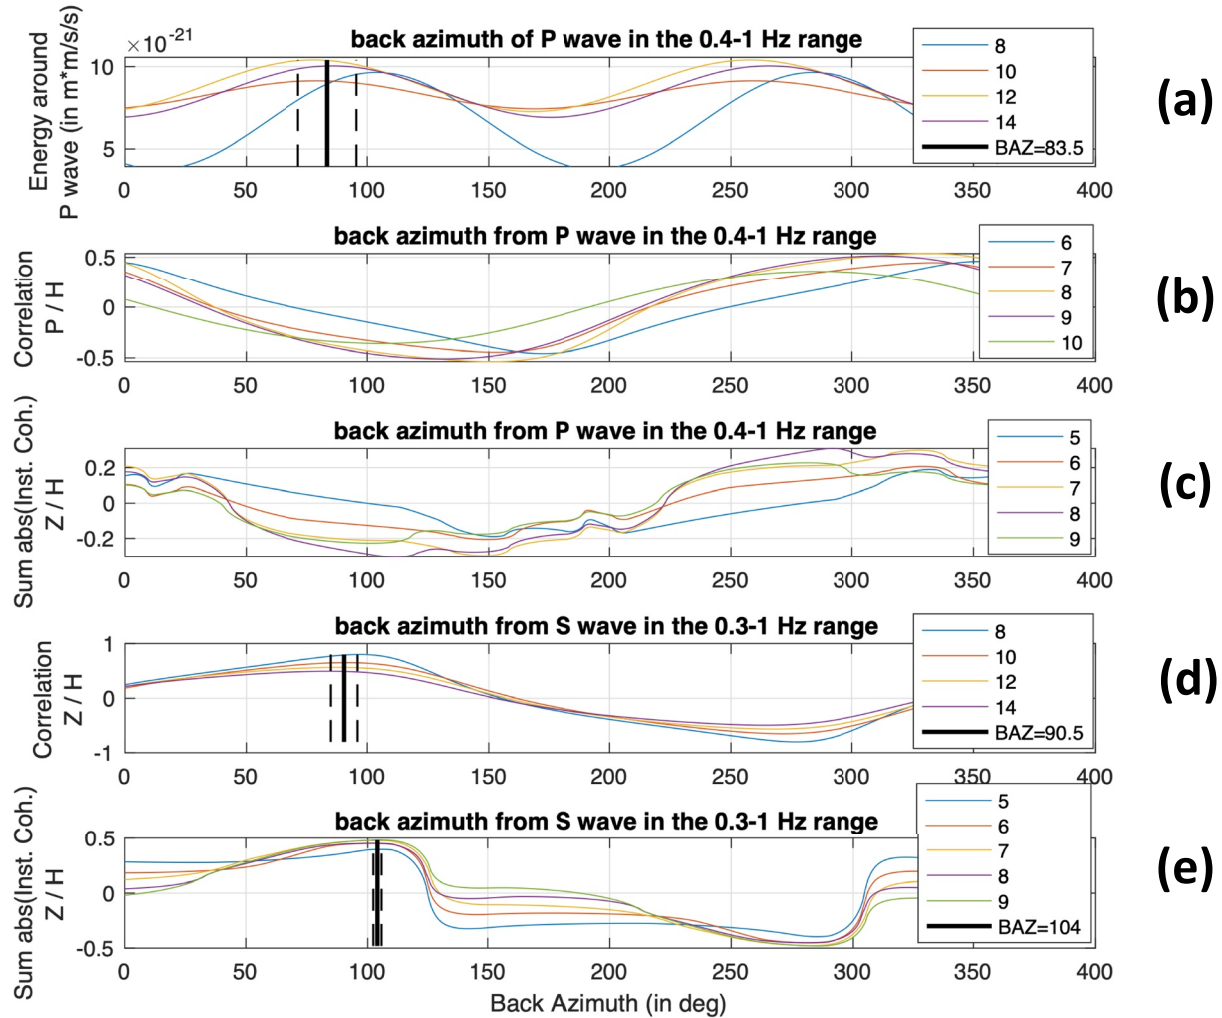 ×10⁻²¹
back azimuth of P wave in the 0.4-1 Hz range
Energy around
P wave (in m*m/s/s)
10
5
0 50 100 150 200 250 300 350 400
8
10
12
14
BAZ=83.5
(a)
back azimuth from P wave in the 0.4-1 Hz range
Correlation
P / H
0.5
0
-0.5
0 50 100 150 200 250 300 350 400
6
7
8
9
10
(b)
back azimuth from P wave in the 0.4-1 Hz range
Sum abs(Inst. Coh.)
Z / H
0.2
0
-0.2
0 50 100 150 200 250 300 350 400
5
6
7
8
9
(c)
back azimuth from S wave in the 0.3-1 Hz range
Correlation
Z / H
1
0
-1
0 50 100 150 200 250 300 350 400
8
10
12
14
BAZ=90.5
(d)
back azimuth from S wave in the 0.3-1 Hz range
Sum abs(Inst. Coh.)
Z / H
0.5
0
-0.5
0 50 100 150 200 250 300 350 400
5
6
7
8
9
BAZ=104
(e)
Back Azimuth (in deg)